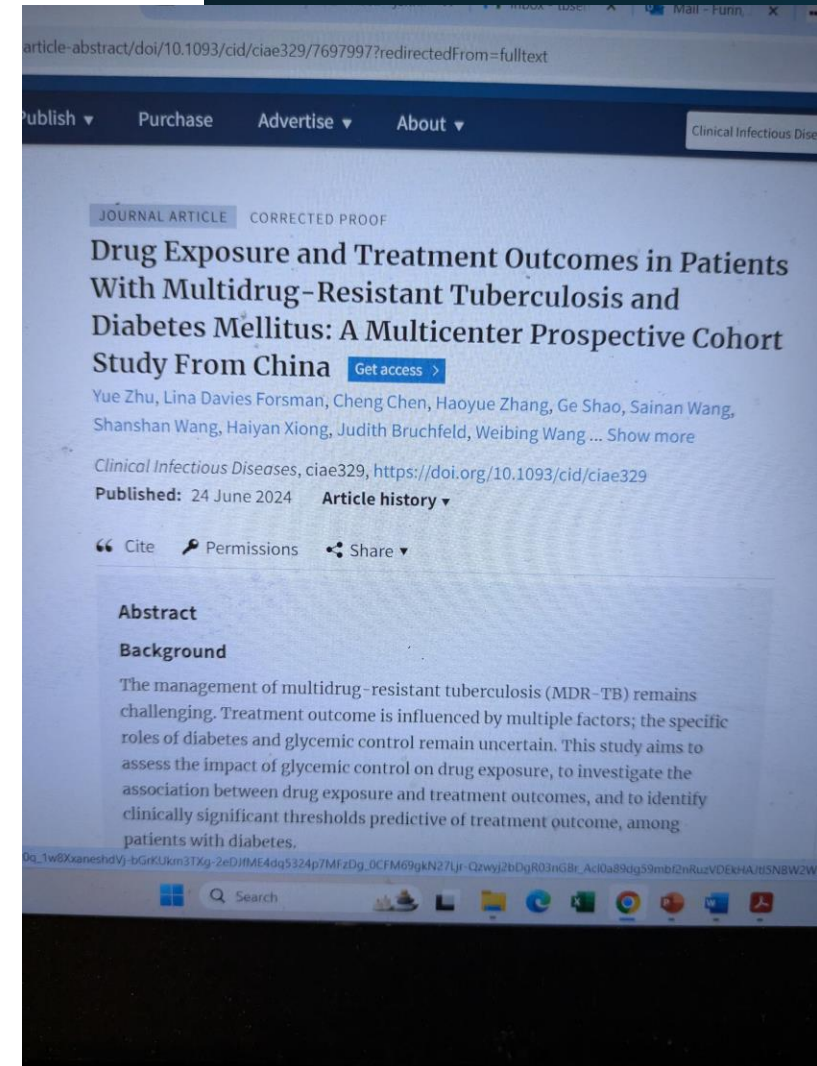 Mail - Furin,
article-abstract/doi/10.1093/cid/ciae329/7697997?redirectedFrom=fulltext
Publish ▾ Purchase Advertise ▾ About ▾ Clinical Infectious Dise
JOURNAL ARTICLE CORRECTED PROOF
Drug Exposure and Treatment Outcomes in Patients
With Multidrug-Resistant Tuberculosis and
Diabetes Mellitus: A Multicenter Prospective Cohort
Study From China Get access >
Yue Zhu, Lina Davies Forsman, Cheng Chen, Haoyue Zhang, Ge Shao, Sainan Wang,
Shanshan Wang, Haiyan Xiong, Judith Bruchfeld, Weibing Wang ... Show more
Clinical Infectious Diseases, ciae329, https://doi.org/10.1093/cid/ciae329
Published: 24 June 2024 Article history ▾
Cite Permissions Share ▾
Abstract
Background
The management of multidrug-resistant tuberculosis (MDR-TB) remains
challenging. Treatment outcome is influenced by multiple factors; the specific
roles of diabetes and glycemic control remain uncertain. This study aims to
assess the impact of glycemic control on drug exposure, to investigate the
association between drug exposure and treatment outcomes, and to identify
clinically significant thresholds predictive of treatment outcome, among
patients with diabetes.
Search